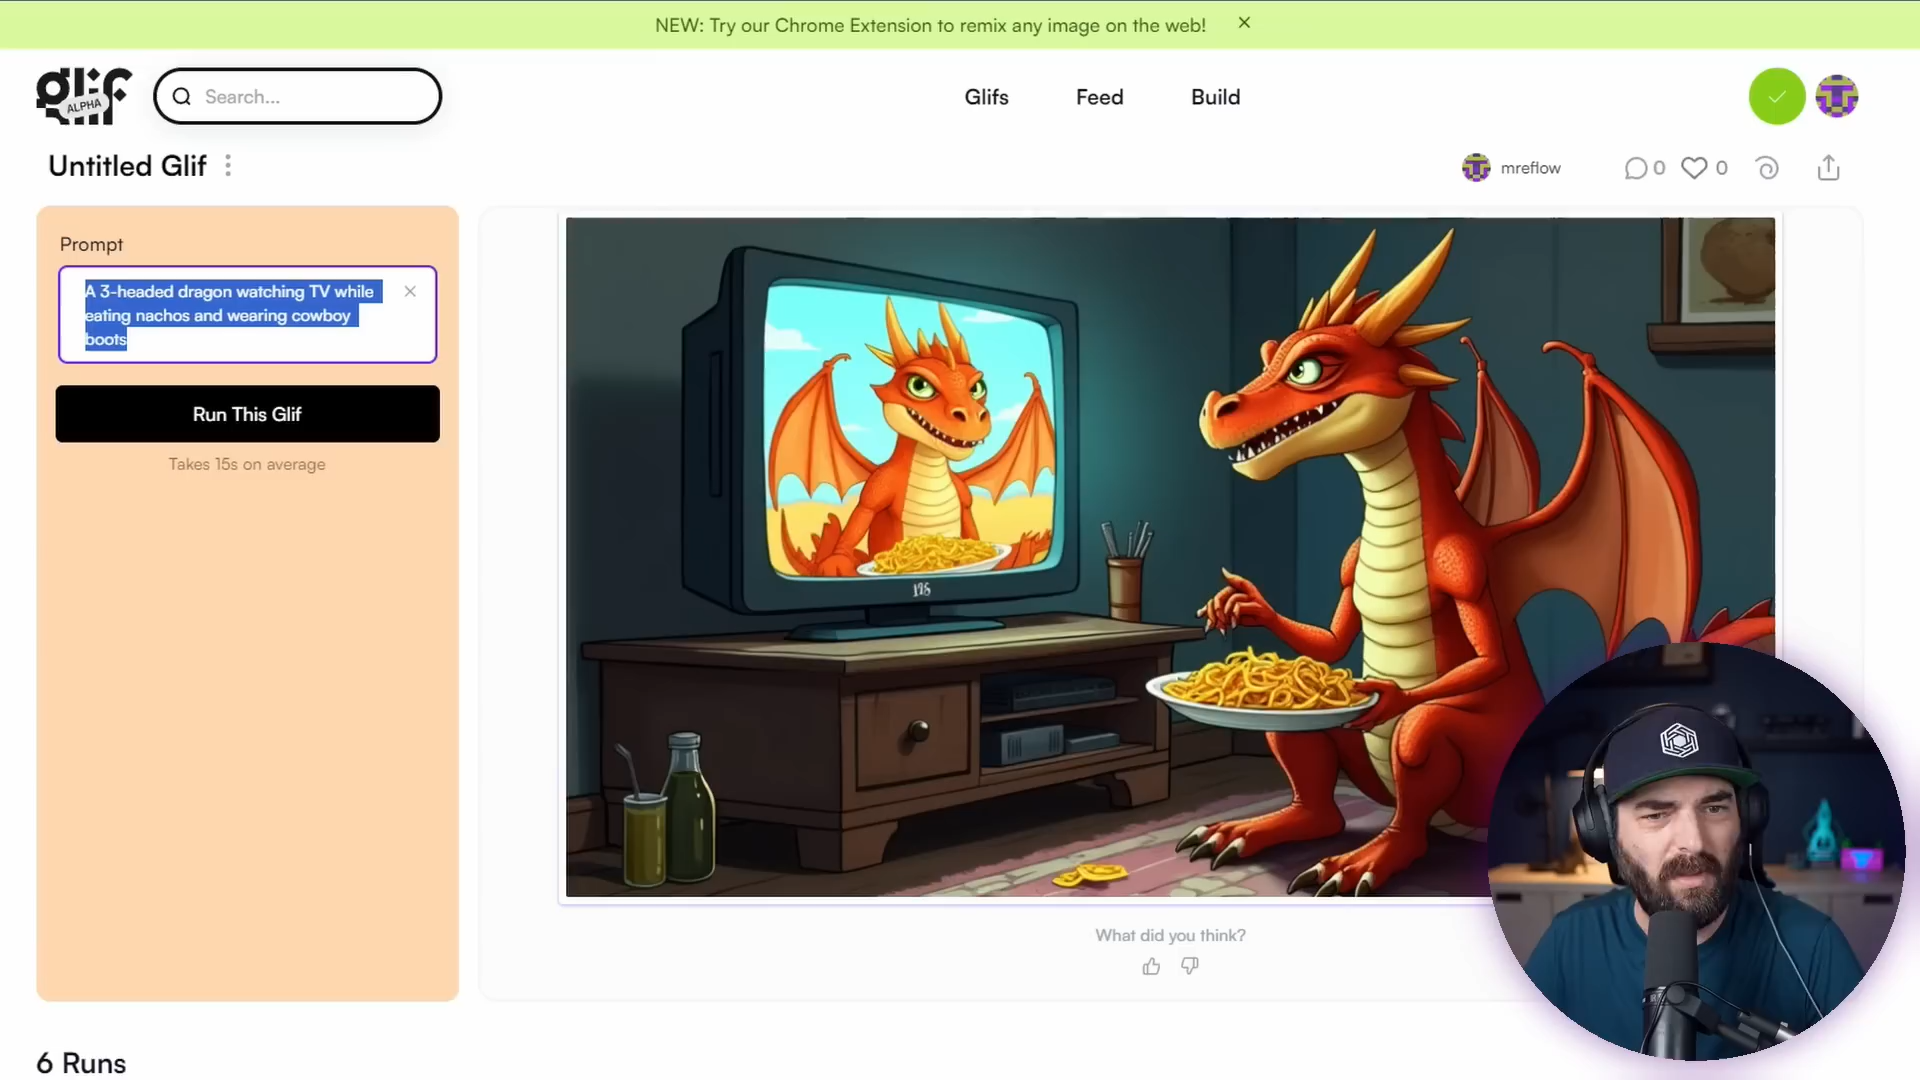 NEW: Try our Chrome Extension to remix any image on the web!
glif
ALPHA
Search...
Glifs
Feed
Build
Untitled Glif
mreflow
0
0
Prompt
A 3-headed dragon watching TV while
eating nachos and wearing cowboy
boots
Run This Glif
Takes 15s on average
What did you think?
6 Runs